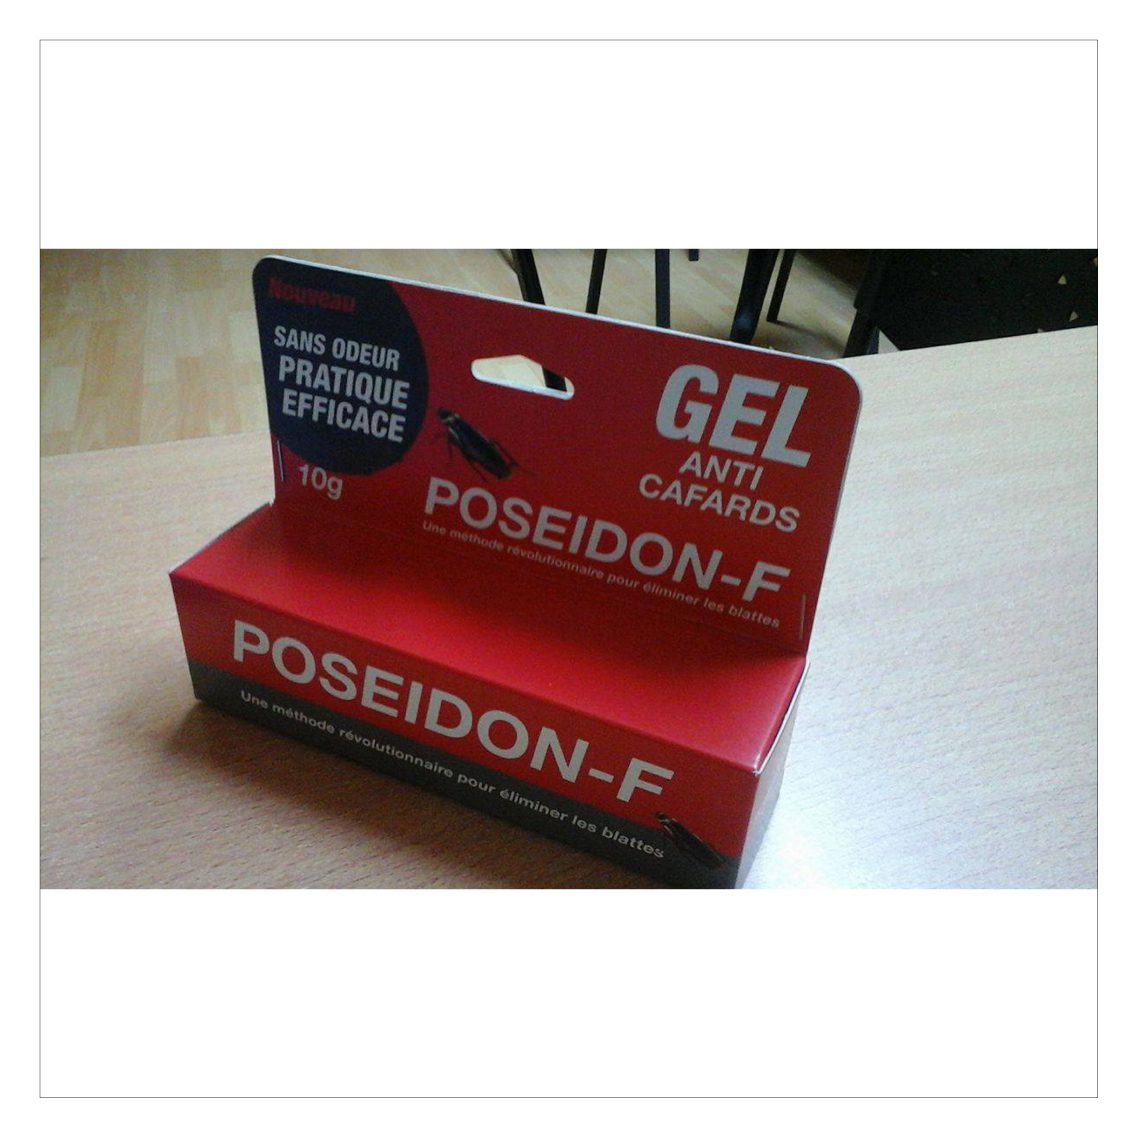 Nouveau
SANS ODEUR
PRATIQUE
EFFICACE
10g
GEL
ANTI
CAFARDS
POSEIDON-F
Une méthode révolutionnaire pour éliminer les blattes
POSEIDON-F
Une méthode révolutionnaire pour éliminer les blattes